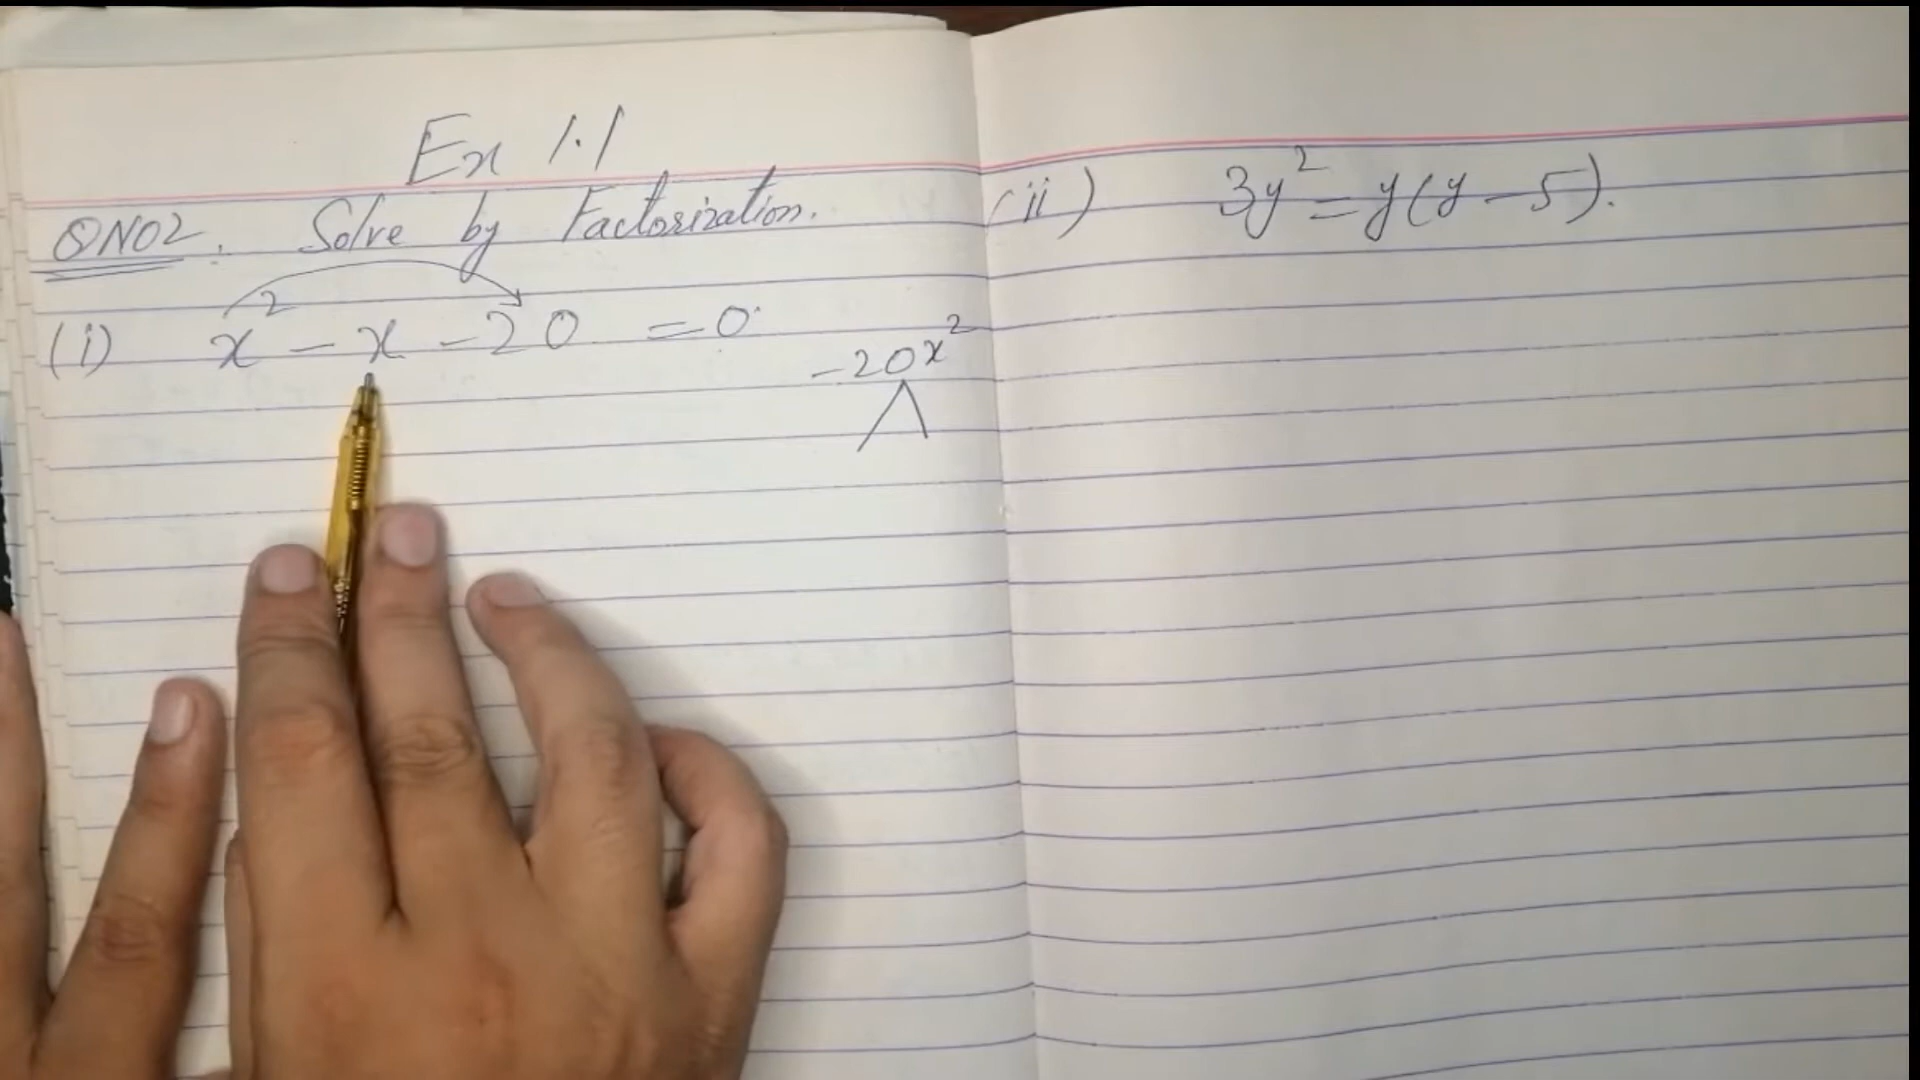 Ex 1.1
QNO2. Solve by Factorization.
(i) x² - x - 20 = 0
-20x²
(ii) 3y² = y(y - 5).